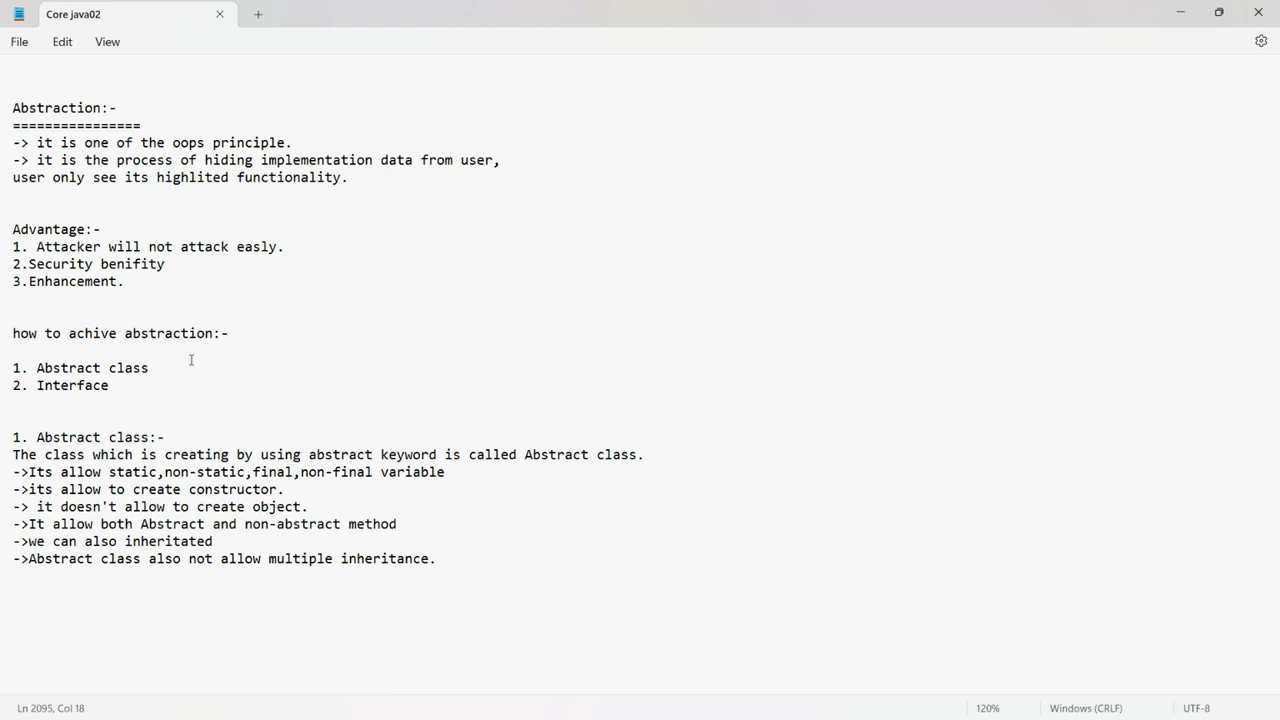 Core java02
File Edit View
Abstraction:-
================
-> it is one of the oops principle.
-> it is the process of hiding implementation data from user,
user only see its highlited functionality.
Advantage:-
1. Attacker will not attack easly.
2.Security benifity
3.Enhancement.
how to achive abstraction:-
1. Abstract class
2. Interface
1. Abstract class:-
The class which is creating by using abstract keyword is called Abstract class.
->Its allow static,non-static,final,non-final variable
->its allow to create constructor.
-> it doesn't allow to create object.
->It allow both Abstract and non-abstract method
->we can also inheritated
->Abstract class also not allow multiple inheritance.
Ln 2095, Col 18 120% Windows (CRLF) UTF-8